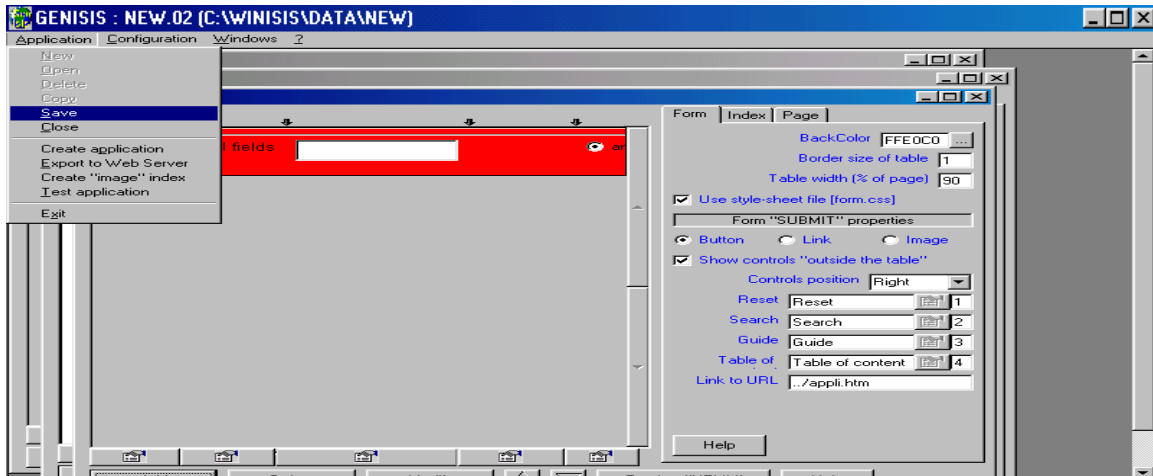 GENISIS : NEW.02 (C:\WINISIS\DATA\NEW)
Application Configuration Windows ?
New
Open
Delete
Copy
Save
Close
Create application
Export to Web Server
Create "image" index
Test application
Exit
fields
Form Index Page
BackColor FFE0C0 ...
Border size of table 1
Table width (% of page) 90
Use style-sheet file [form.css]
Form "SUBMIT" properties
Button Link Image
Show controls "outside the table"
Controls position Right
Reset Reset 1
Search Search 2
Guide Guide 3
Table of Table of content 4
Link to URL ../appli.htm
Help